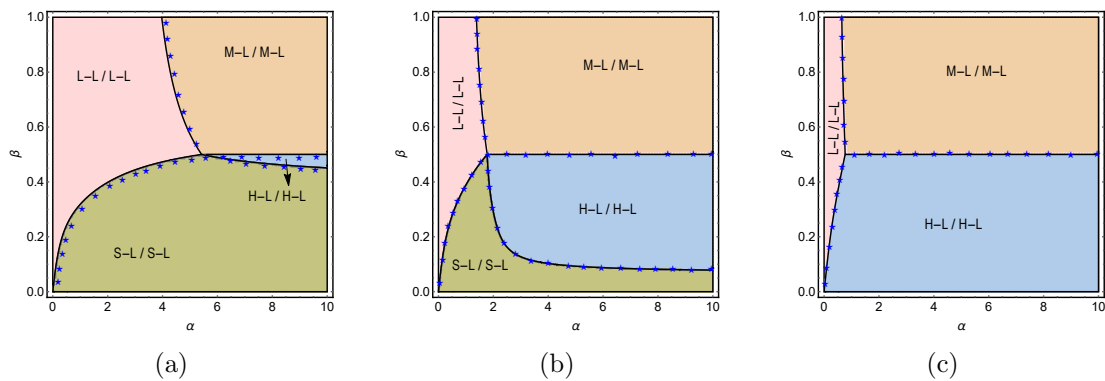 1.0
0.8
0.6
0.4
0.2
0.0
β
L–L / L–L
M–L / M–L
H–L / H–L
S–L / S–L
0 2 4 6 8 10
α
(a)
1.0
0.8
0.6
0.4
0.2
0.0
β
L–L / L–L
M–L / M–L
H–L / H–L
S–L / S–L
0 2 4 6 8 10
α
(b)
1.0
0.8
0.6
0.4
0.2
0.0
β
L–L / L–L
M–L / M–L
H–L / H–L
0 2 4 6 8 10
α
(c)